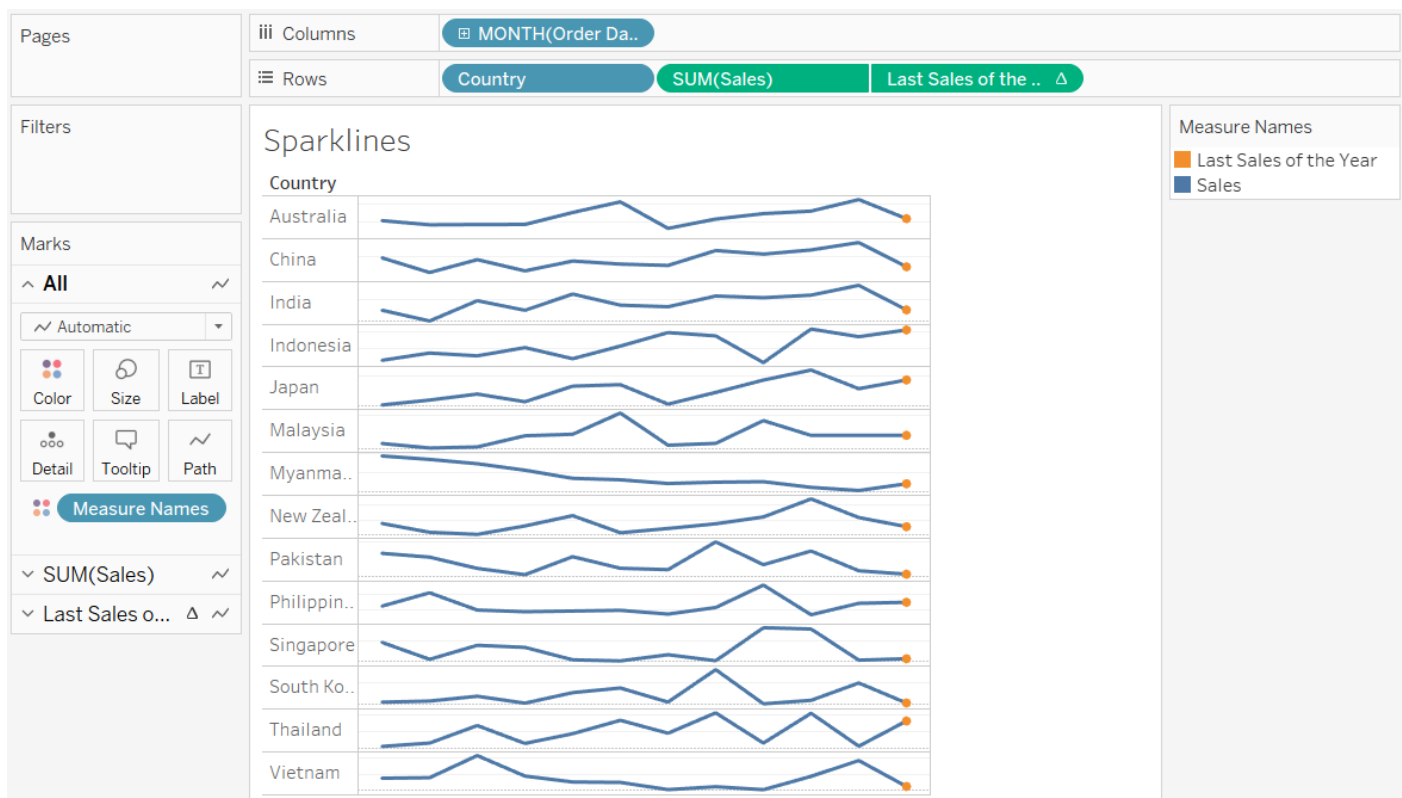 Pages
iii Columns
MONTH(Order Da..
Rows
Country
SUM(Sales)
Last Sales of the .. Δ
Filters
Marks
All
Automatic
Color
Size
T
Label
Detail
Tooltip
Path
Measure Names
SUM(Sales)
Last Sales o... Δ
Sparklines
Country
Australia
China
India
Indonesia
Japan
Malaysia
Myanma..
New Zeal..
Pakistan
Philippin..
Singapore
South Ko..
Thailand
Vietnam
Measure Names
Last Sales of the Year
Sales